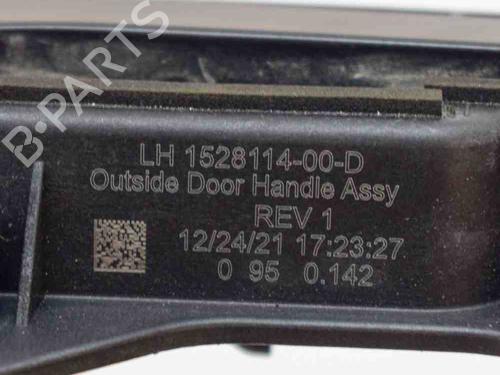 B-PARTS
LH 1528114-00-D
Outside Door Handle Assy
REV 1
12/24/21 17:23:27
0 95 0.142